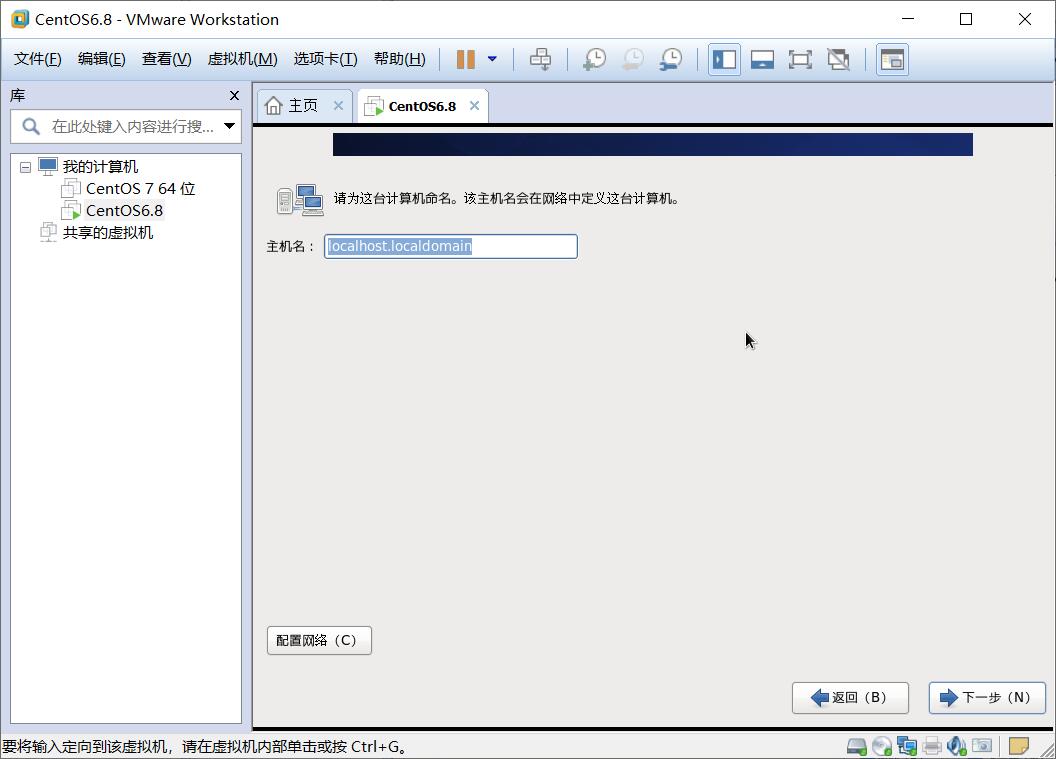 CentOS6.8 - VMware Workstation
文件(F) 编辑(E) 查看(V) 虚拟机(M) 选项卡(T) 帮助(H)
库
在此处键入内容进行搜...
我的计算机
CentOS 7 64 位
CentOS6.8
共享的虚拟机
主页 CentOS6.8
请为这台计算机命名。该主机名会在网络中定义这台计算机。
主机名： localhost.localdomain
配置网络（C）
返回（B） 下一步（N）
要将输入定向到该虚拟机，请在虚拟机内部单击或按 Ctrl+G。